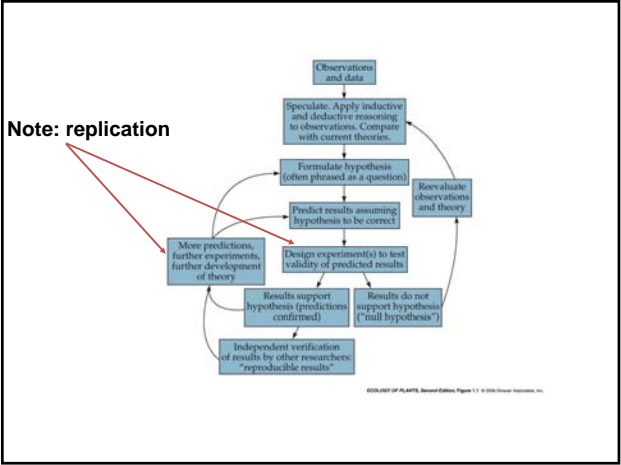 Observations
and data
Note: replication
Speculate. Apply inductive
and deductive reasoning
to observations. Compare
with current theories.
Formulate hypothesis
(often phrased as a question)
Reevaluate
observations
and theory
Predict results assuming
hypothesis to be correct
More predictions,
further experiments,
further development
of theory
Design experiment(s) to test
validity of predicted results
Results support
hypothesis (predictions
confirmed)
Results do not
support hypothesis
("null hypothesis")
Independent verification
of results by other researchers:
"reproducible results"
ECOLOGY OF PLANTS, Second Edition, Figure 1.1 © 2006 Sinauer Associates, Inc.